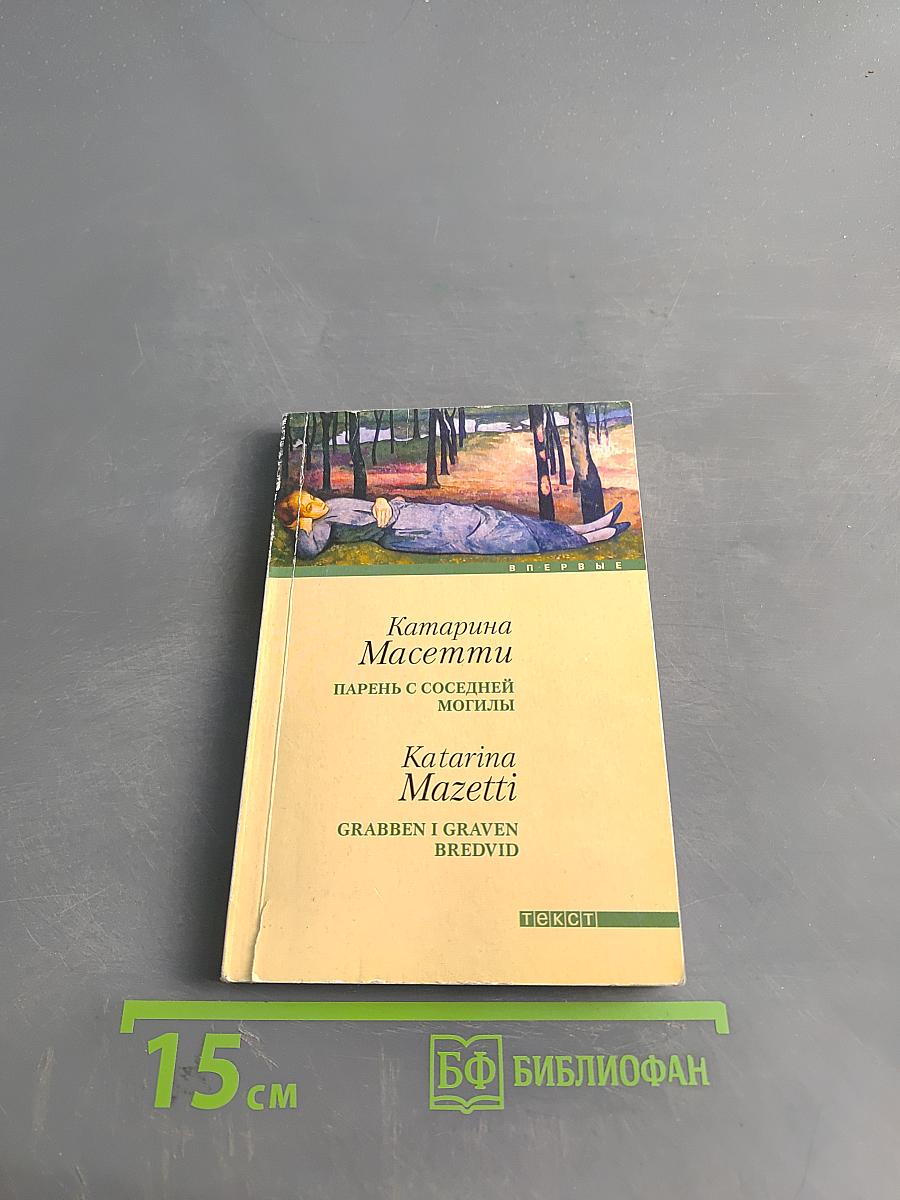 ВПЕРВЫЕ
Катарина
Масетти
ПАРЕНЬ С СОСЕДНЕЙ
МОГИЛЫ
Katarina
Mazetti
GRABBEN I GRAVEN
BREDVID
ТЕКСТ
15 см
БФ БИБЛИОФАН